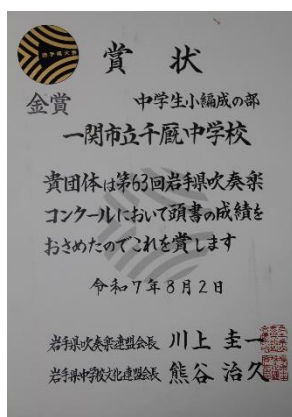 賞状
金賞 中学生小編成の部
一関市立千厩中学校
貴団体は第63回岩手県吹奏楽
コンクールにおいて頭書の成績を
おさめたのでこれを賞します
令和7年8月2日
岩手県吹奏楽連盟会長 川上 圭一
岩手県中学校文化連盟会長 熊谷 治久